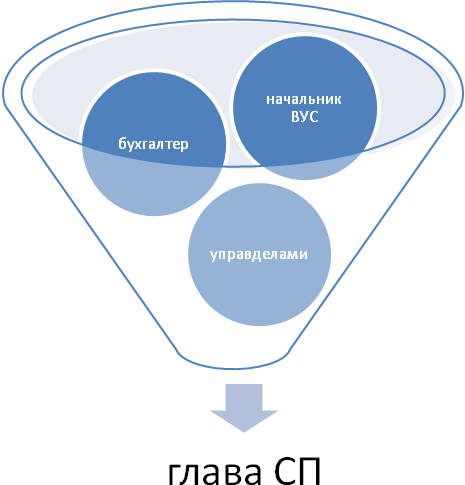 начальник
ВУС
бухгалтер
управделами
глава СП